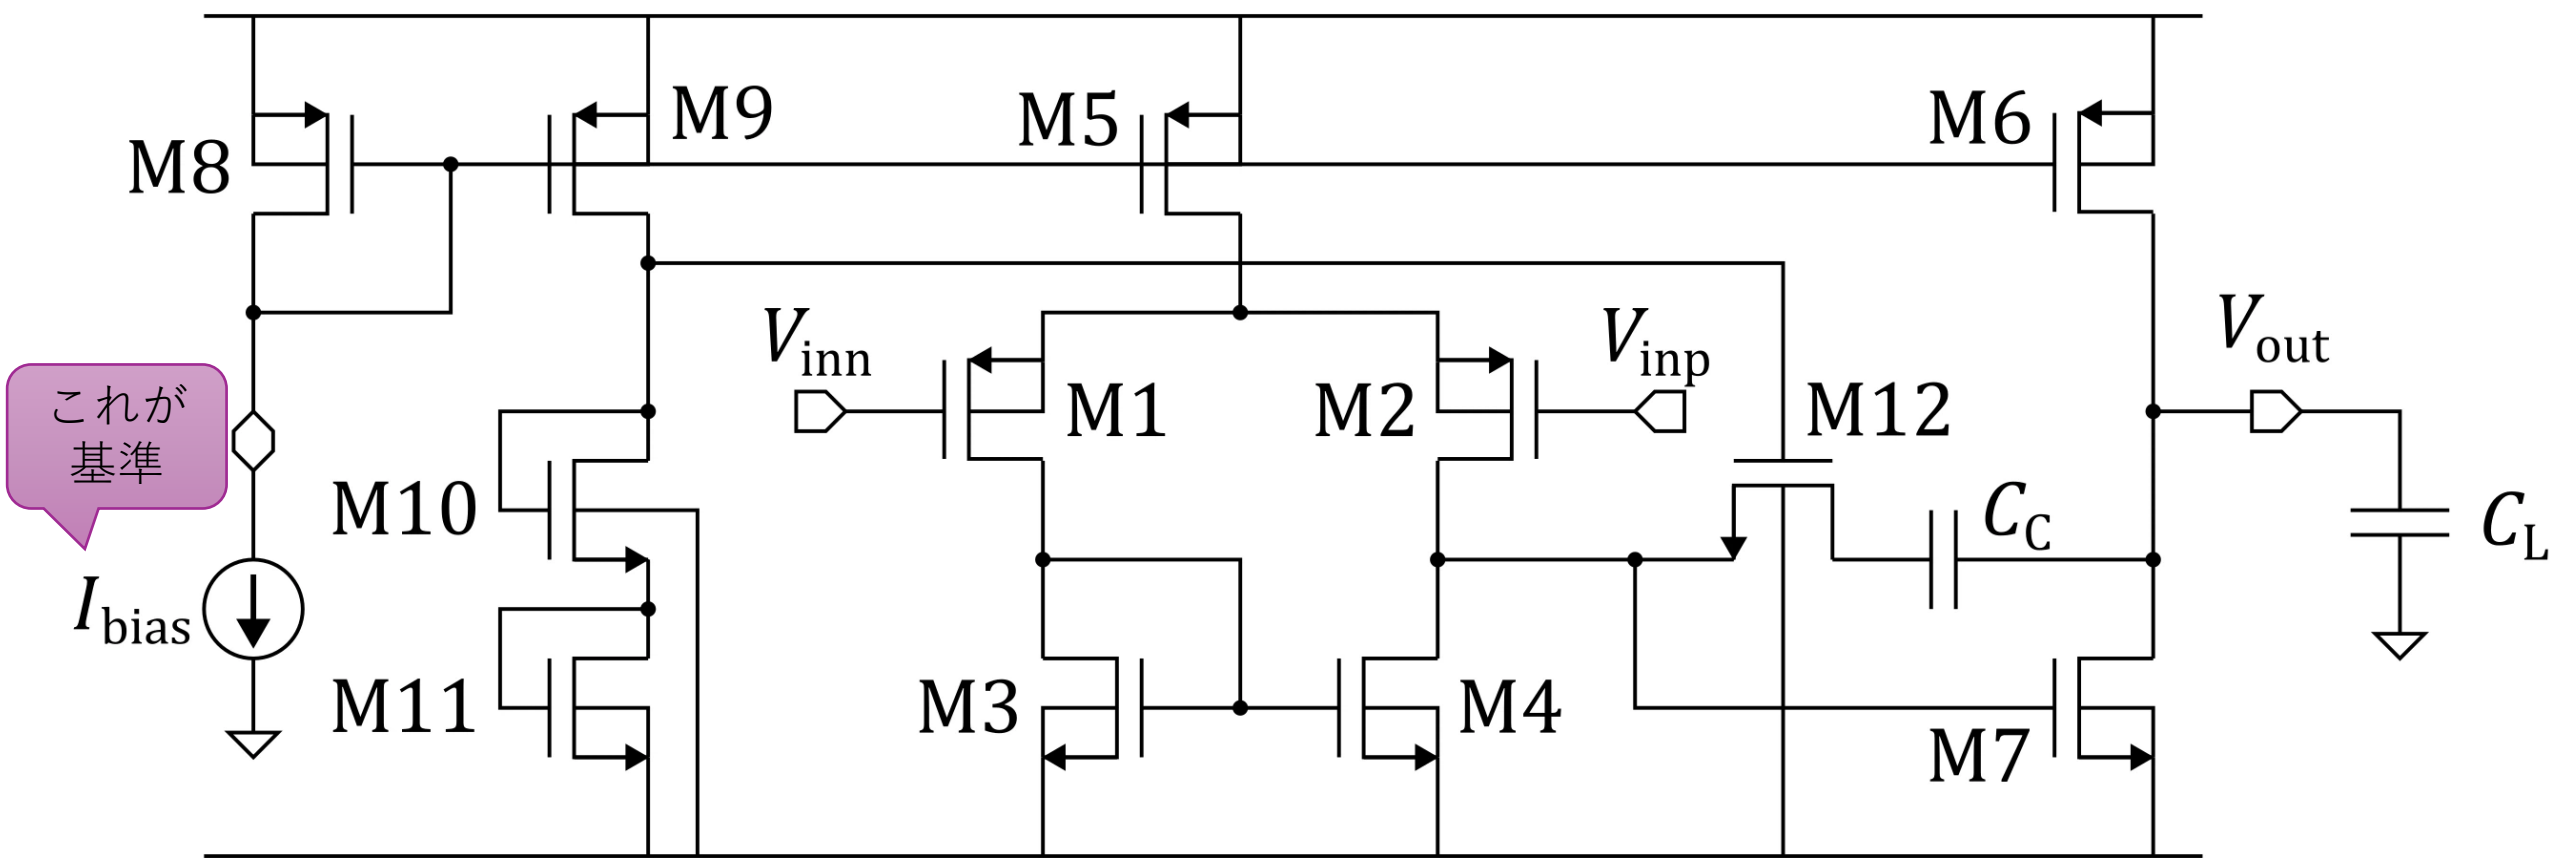 M8
M9
M5
M6
Vinn
Vinp
Vout
これが
基準
M1
M2
M12
M10
CC
CL
Ibias
M11
M3
M4
M7